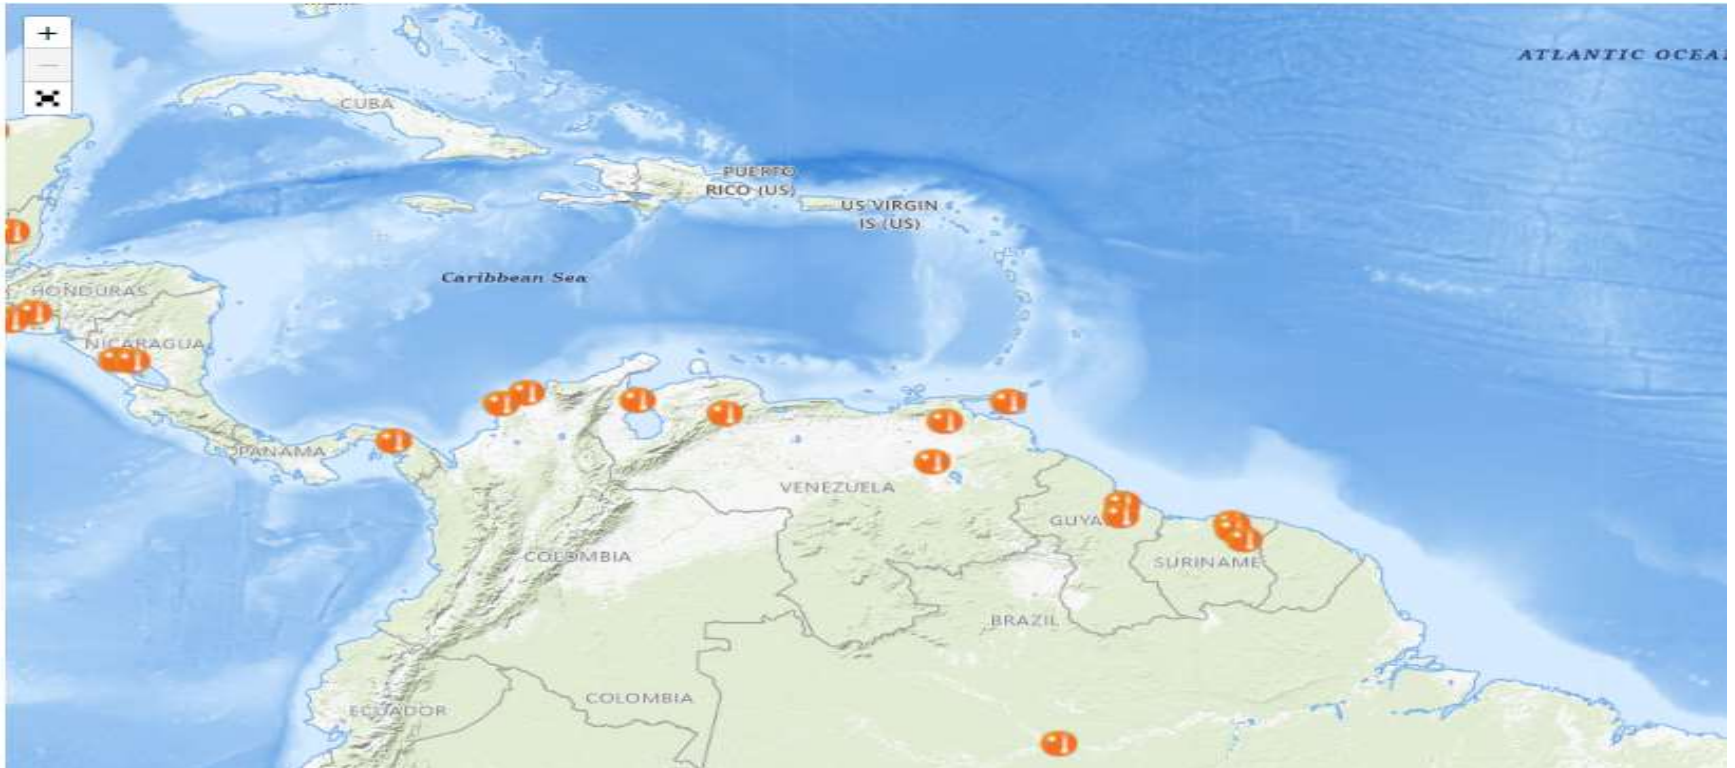 +
ATLANTIC OCEA
CUBA
PUERTO
RICO (US)
US VIRGIN
IS (US)
Caribbean Sea
HONDURAS
NICARAGUA
PANAMA
VENEZUELA
GUYA
COLOMBIA
SURINAME
BRAZIL
COLOMBIA
ECUADOR